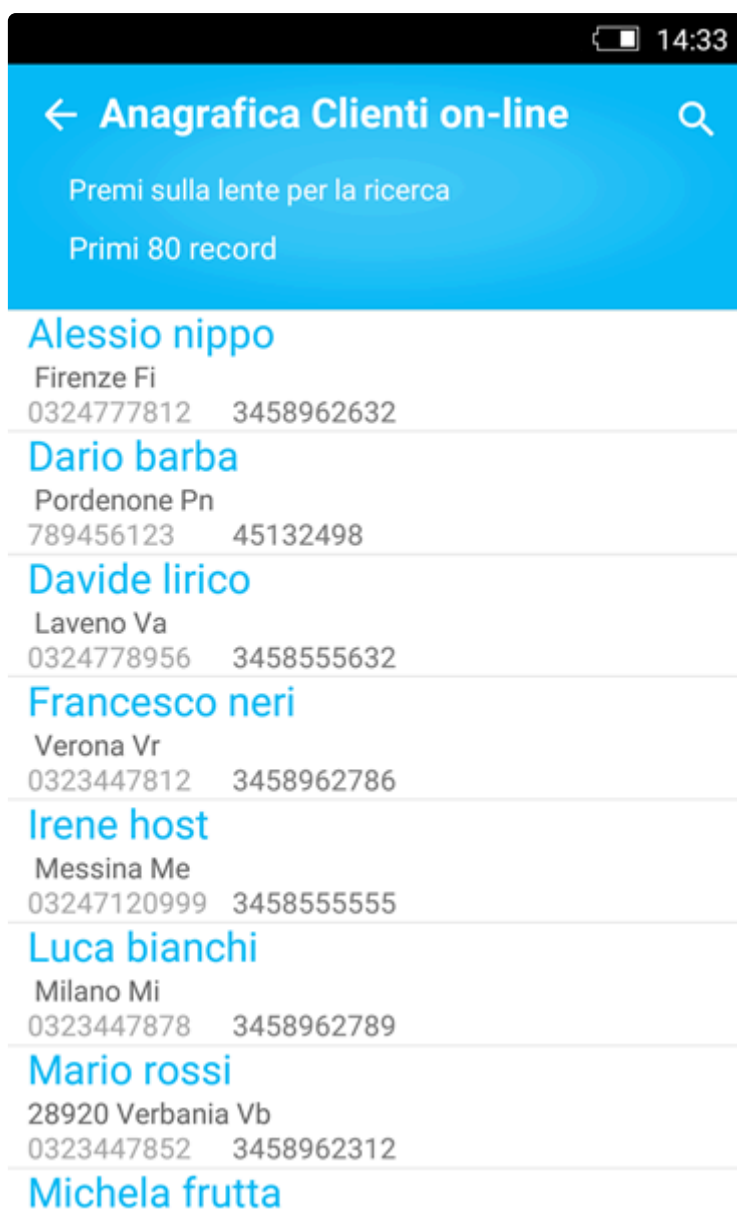 14:33
Anagrafica Clienti on-line
Premi sulla lente per la ricerca
Primi 80 record
Alessio nippo
Firenze Fi
0324777812 3458962632
Dario barba
Pordenone Pn
789456123 45132498
Davide lirico
Laveno Va
0324778956 3458555632
Francesco neri
Verona Vr
0323447812 3458962786
Irene host
Messina Me
03247120999 3458555555
Luca bianchi
Milano Mi
0323447878 3458962789
Mario rossi
28920 Verbania Vb
0323447852 3458962312
Michela frutta